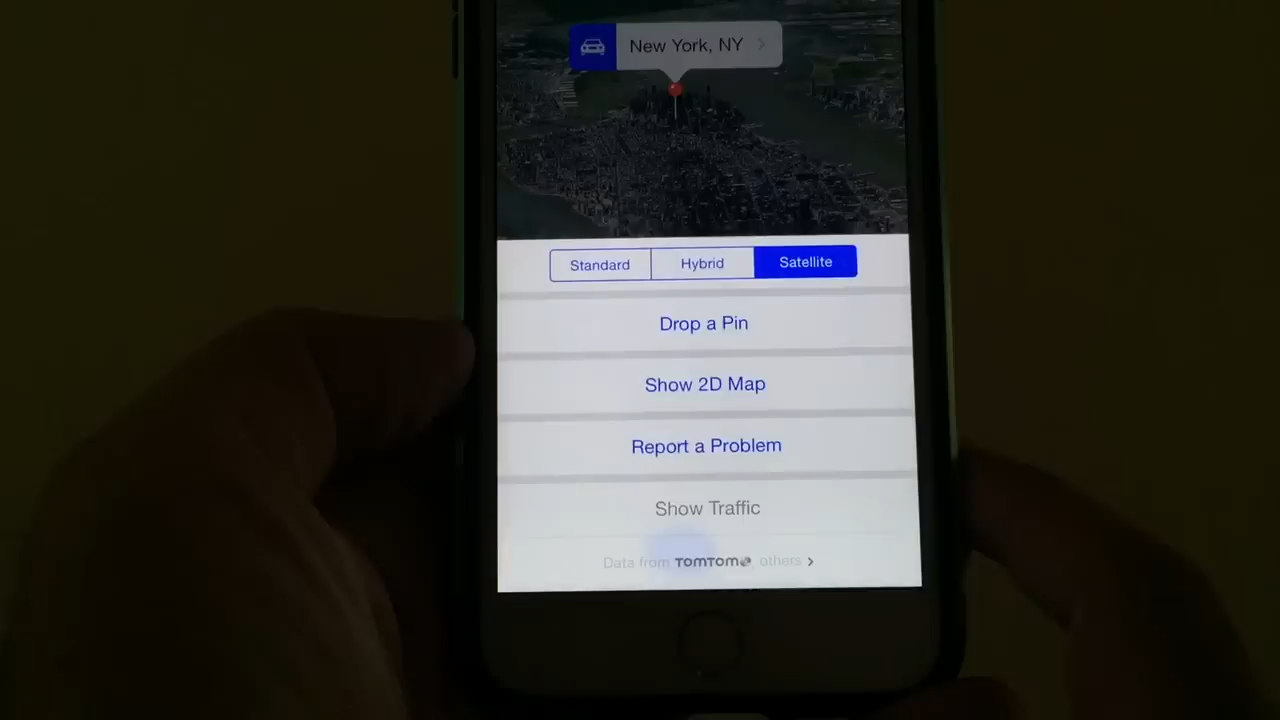 New York, NY
Standard Hybrid Satellite
Drop a Pin
Show 2D Map
Report a Problem
Show Traffic
Data from TOMTOM others